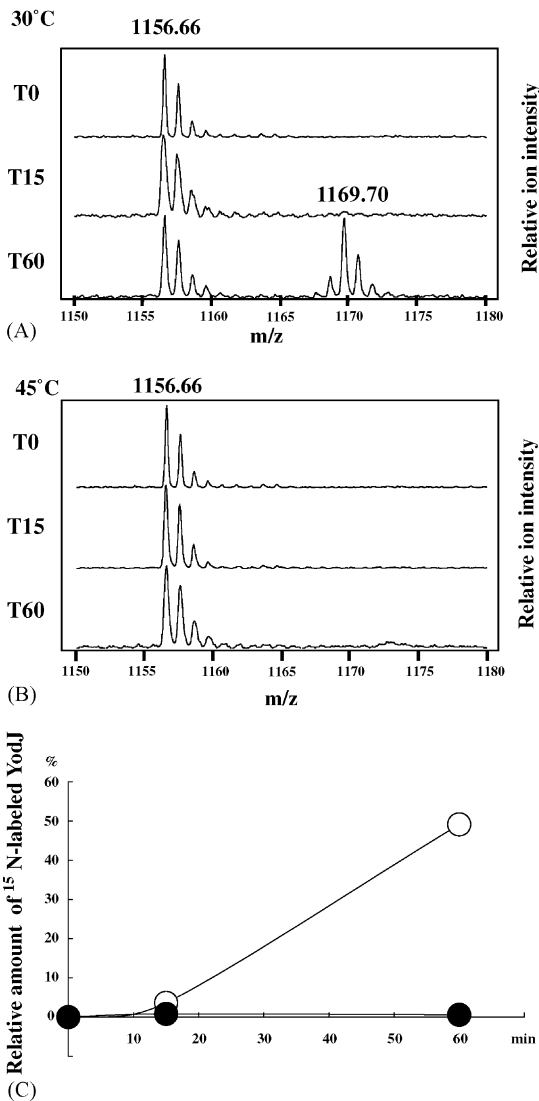 30°C
1156.66
T0
T15
1169.70
T60
Relative ion intensity
1150 1155 1160 1165 1170 1175 1180
(A)
m/z
45°C
1156.66
T0
T15
T60
Relative ion intensity
1150 1155 1160 1165 1170 1175 1180
(B)
m/z
%
60
50
40
30
20
10
0
Relative amount of 15 N-labeled YodJ
10 20 30 40 50 60 min
(C)